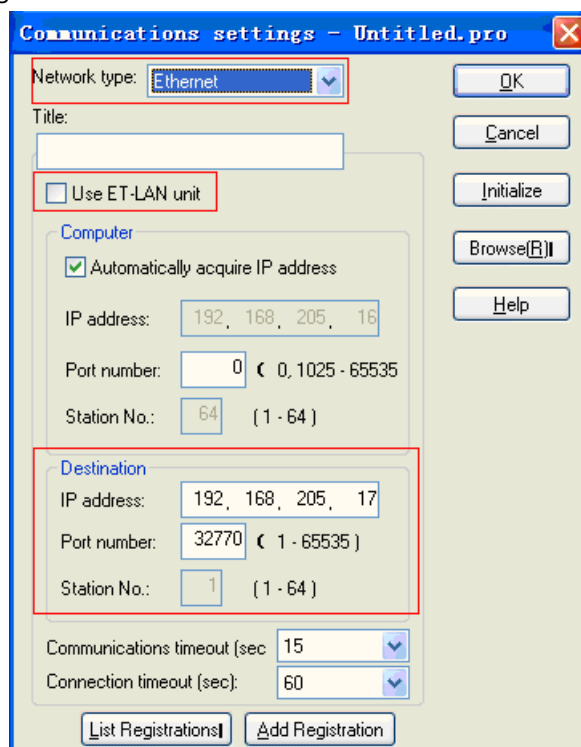 Communications settings - Untitled.pro
Network type: Ethernet
OK
Title:
Cancel
Use ET-LAN unit
Initialize
Computer
Browse(R)
Automatically acquire IP address
Help
IP address: 192, 168, 205, 16
Port number: 0 ( 0, 1025 - 65535
Station No.: 64 ( 1 - 64 )
Destination
IP address: 192, 168, 205, 17
Port number: 32770 ( 1 - 65535 )
Station No.: 1 ( 1 - 64 )
Communications timeout (sec 15
Connection timeout (sec): 60
List Registrations Add Registration